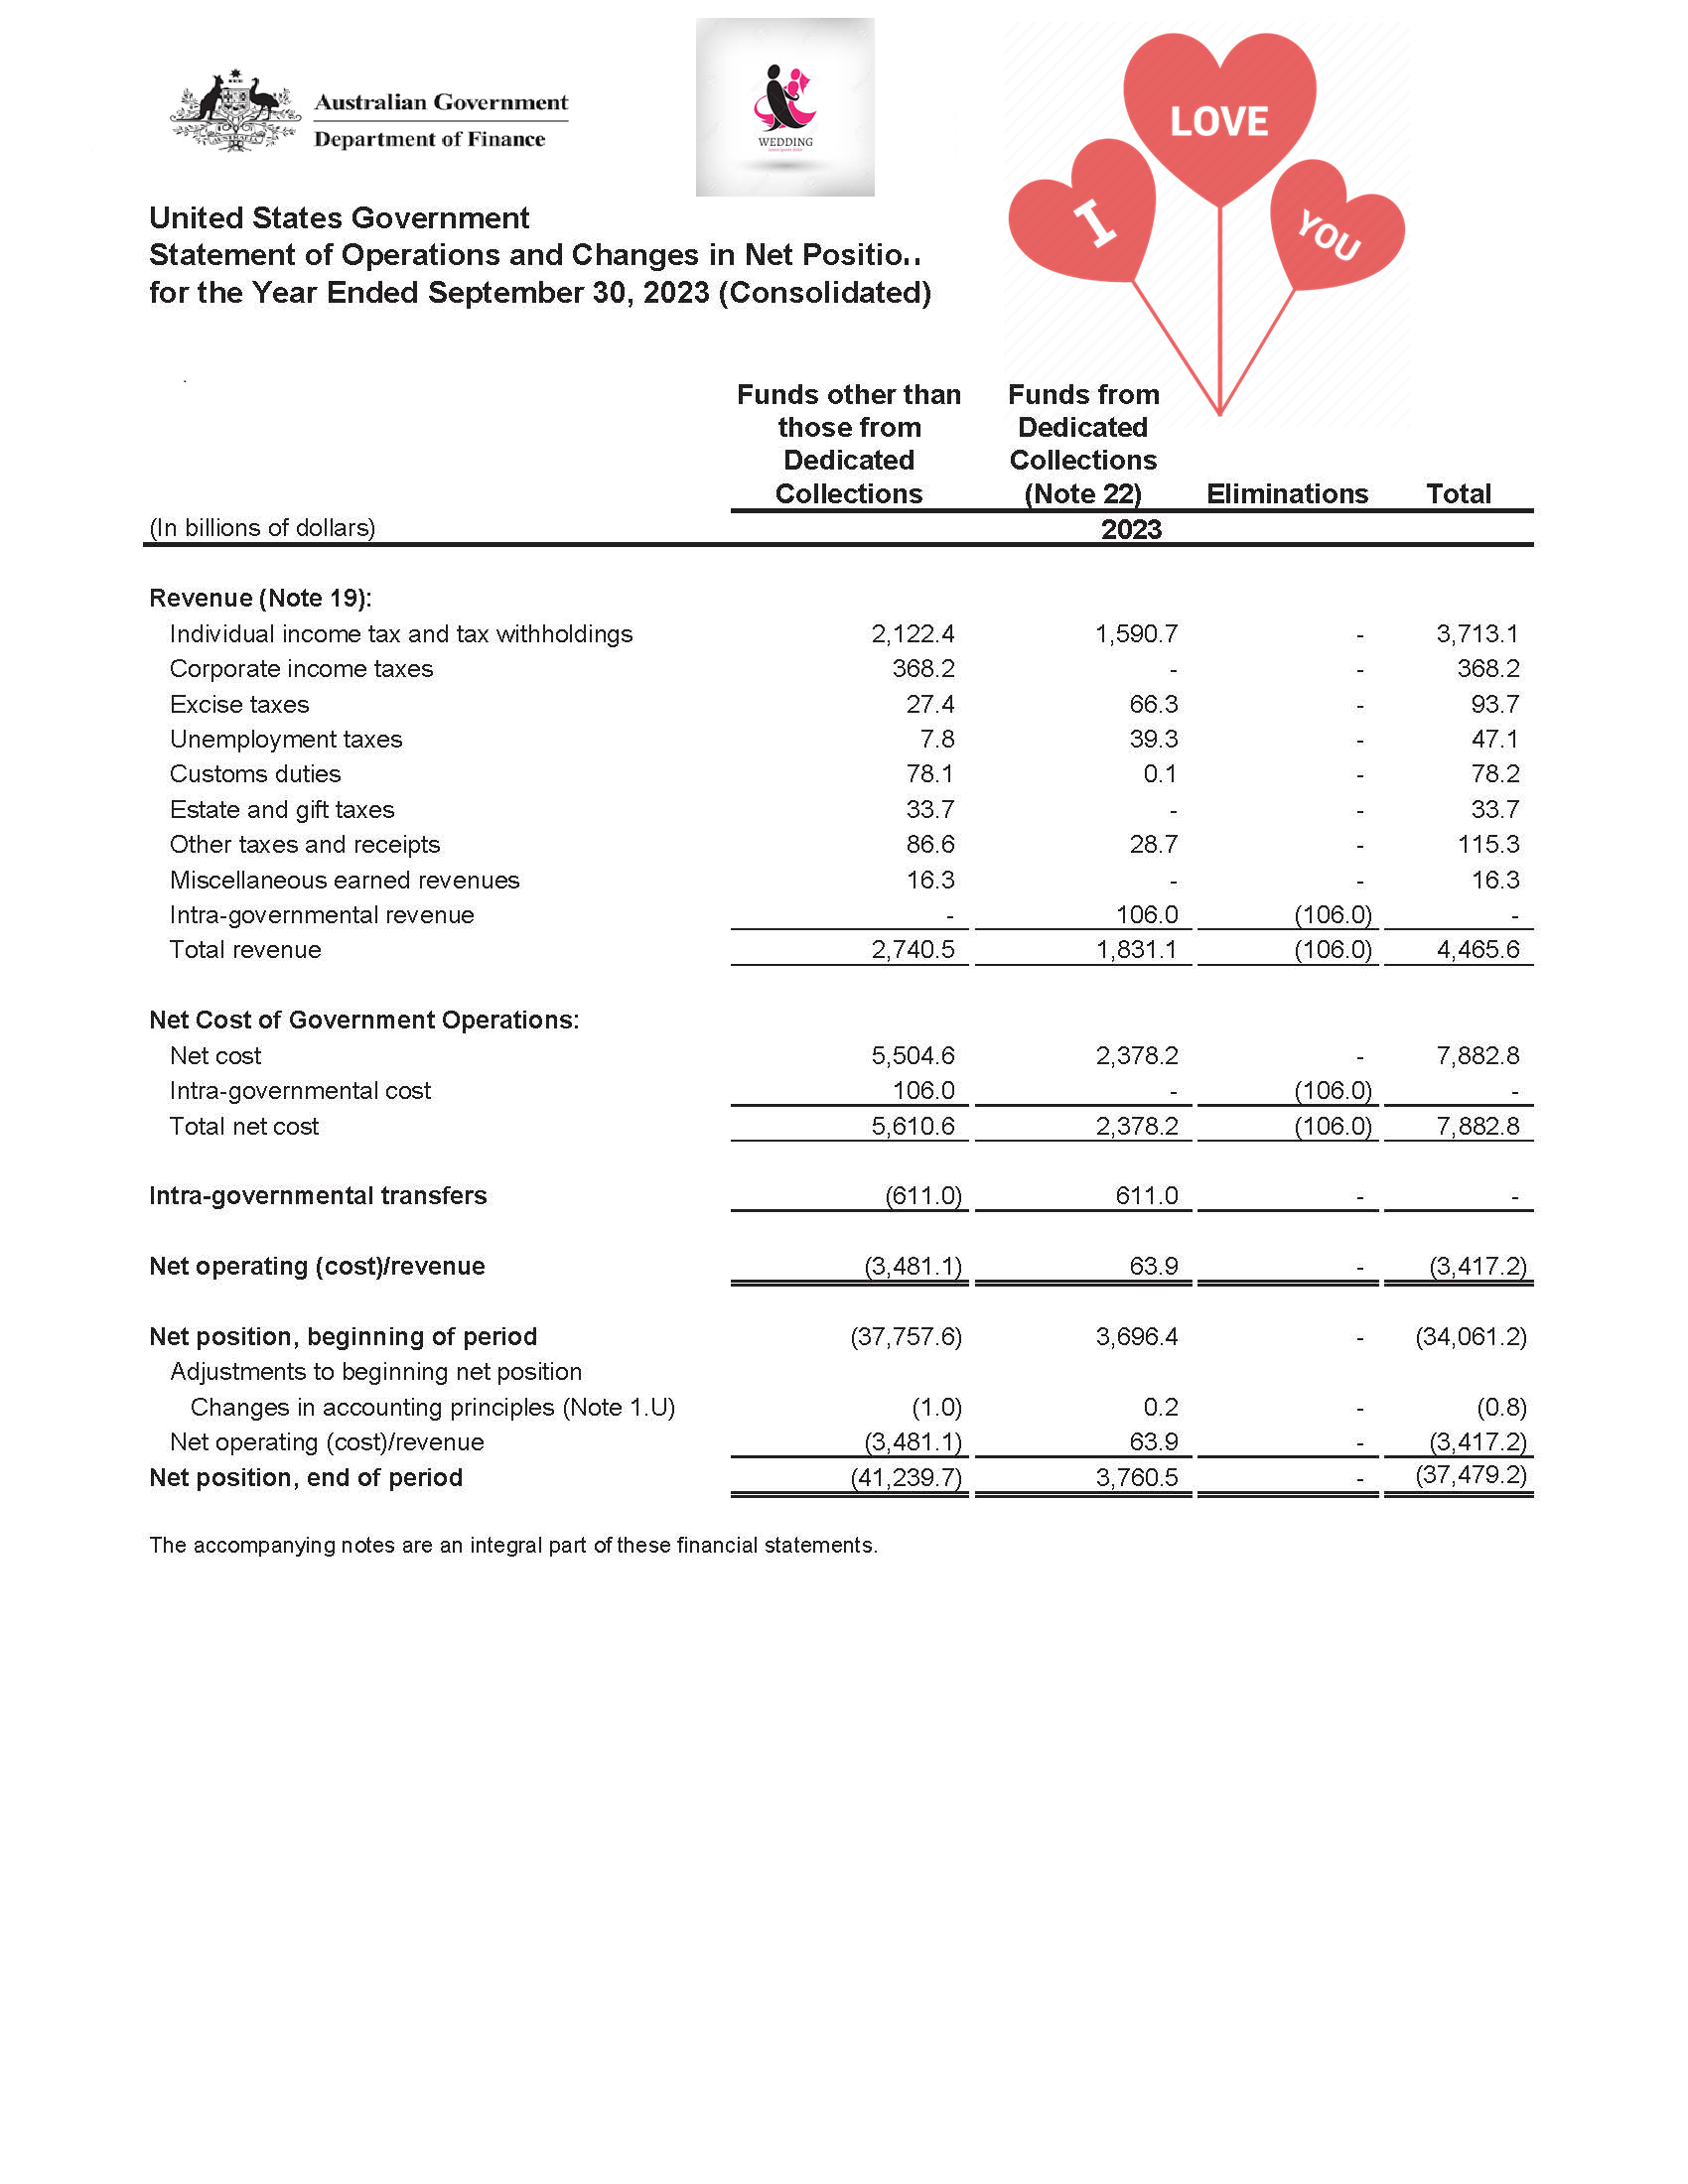 Australian Government
Department of Finance
WEDDING
LOVE
I
YOU
United States Government
Statement of Operations and Changes in Net Position
for the Year Ended September 30, 2023 (Consolidated)
Funds other than those from Dedicated Collections Funds from Dedicated Collections (Note 22) Eliminations Total
(In billions of dollars) 2023
Revenue (Note 19):
Individual income tax and tax withholdings 2,122.4 1,590.7 - 3,713.1
Corporate income taxes 368.2 - - 368.2
Excise taxes 27.4 66.3 - 93.7
Unemployment taxes 7.8 39.3 - 47.1
Customs duties 78.1 0.1 - 78.2
Estate and gift taxes 33.7 - - 33.7
Other taxes and receipts 86.6 28.7 - 115.3
Miscellaneous earned revenues 16.3 - - 16.3
Intra-governmental revenue - 106.0 (106.0) -
Total revenue 2,740.5 1,831.1 (106.0) 4,465.6
Net Cost of Government Operations:
Net cost 5,504.6 2,378.2 - 7,882.8
Intra-governmental cost 106.0 - (106.0) -
Total net cost 5,610.6 2,378.2 (106.0) 7,882.8
Intra-governmental transfers (611.0) 611.0 - -
Net operating (cost)/revenue (3,481.1) 63.9 - (3,417.2)
Net position, beginning of period (37,757.6) 3,696.4 - (34,061.2)
Adjustments to beginning net position
Changes in accounting principles (Note 1.U) (1.0) 0.2 - (0.8)
Net operating (cost)/revenue (3,481.1) 63.9 - (3,417.2)
Net position, end of period (41,239.7) 3,760.5 - (37,479.2)
The accompanying notes are an integral part of these financial statements.